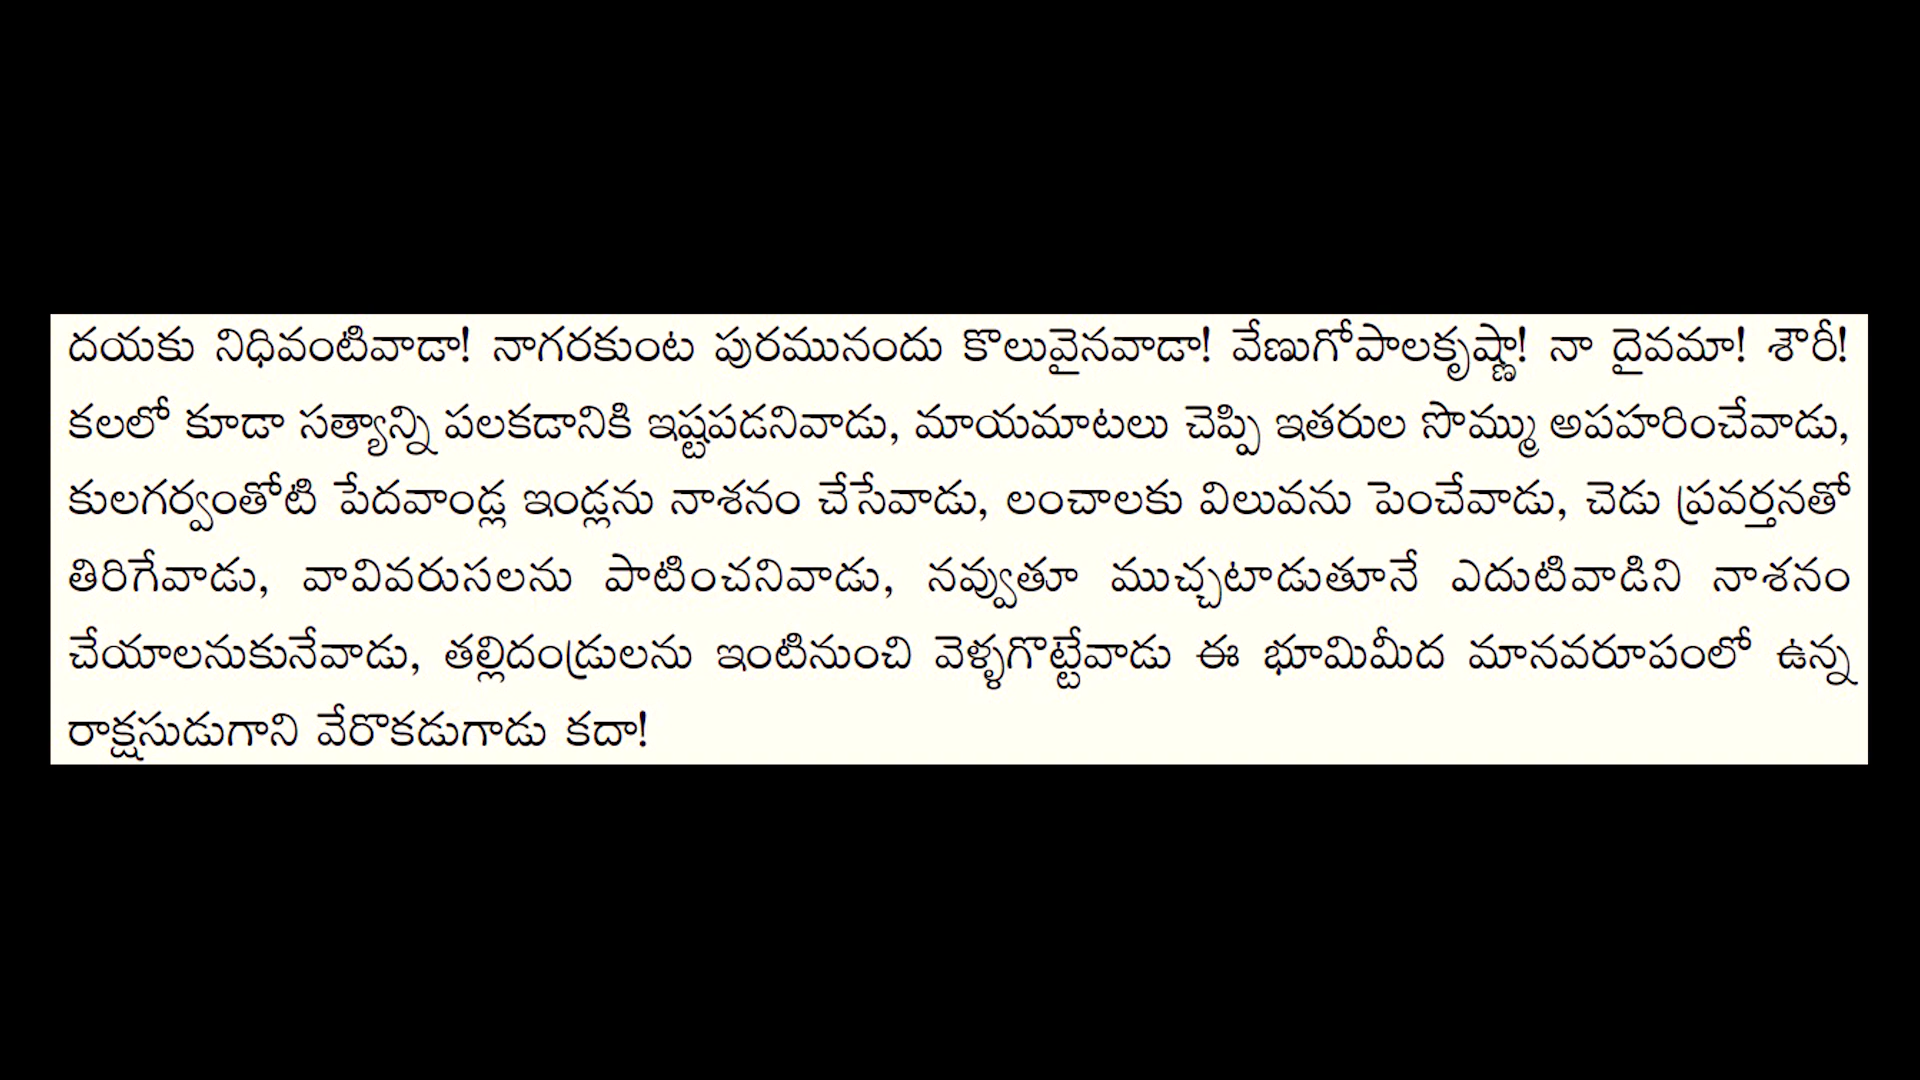 దయకు నిధివంటివాడా! నాగరకుంట పురమునందు కొలువైనవాడా! వేణుగోపాలకృష్ణా! నా దైవమా! శౌరీ!
కలలో కూడా సత్యాన్ని పలకడానికి ఇష్టపడనివాడు, మాయమాటలు చెప్పి ఇతరుల సొమ్ము అపహరించేవాడు,
కులగర్వంతోటి పేదవాండ్ల ఇండ్లను నాశనం చేసేవాడు, లంచాలకు విలువను పెంచేవాడు, చెడు ప్రవర్తనతో
తిరిగేవాడు, వావివరుసలను పాటించనివాడు, నవ్వుతూ ముచ్చటాడుతూనే ఎదుటివాడిని నాశనం
చేయాలనుకునేవాడు, తల్లిదండ్రులను ఇంటినుంచి వెళ్ళగొట్టేవాడు ఈ భూమిమీద మానవరూపంలో ఉన్న
రాక్షసుడుగాని వేరొకడుగాడు కదా!